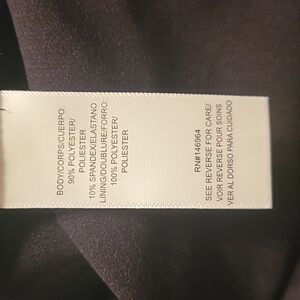 BODY/CORPS/CUERPO:
90% POLYESTER/
POLIESTER
10% SPANDEX/ELASTANO
LINING/DOUBLURE/FORRO:
100% POLYESTER/
POLIESTER
RN#146964
SEE REVERSE FOR CARE/
VOIR REVERSE POUR SOINS
VER AL DORSO PARA CUIDADO